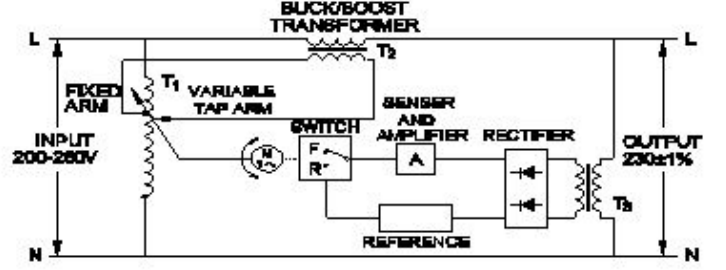 BUCK/BOOST
TRANSFORMER
L
L
T2
T1
FIXED
ARM
VARIABLE
TAP ARM
SENSER
AND
AMPLIFIER
SWITCH
RECTIFIER
INPUT
200-260V
M
1~
F
R
A
OUTPUT
230±1%
T3
REFERENCE
N
N